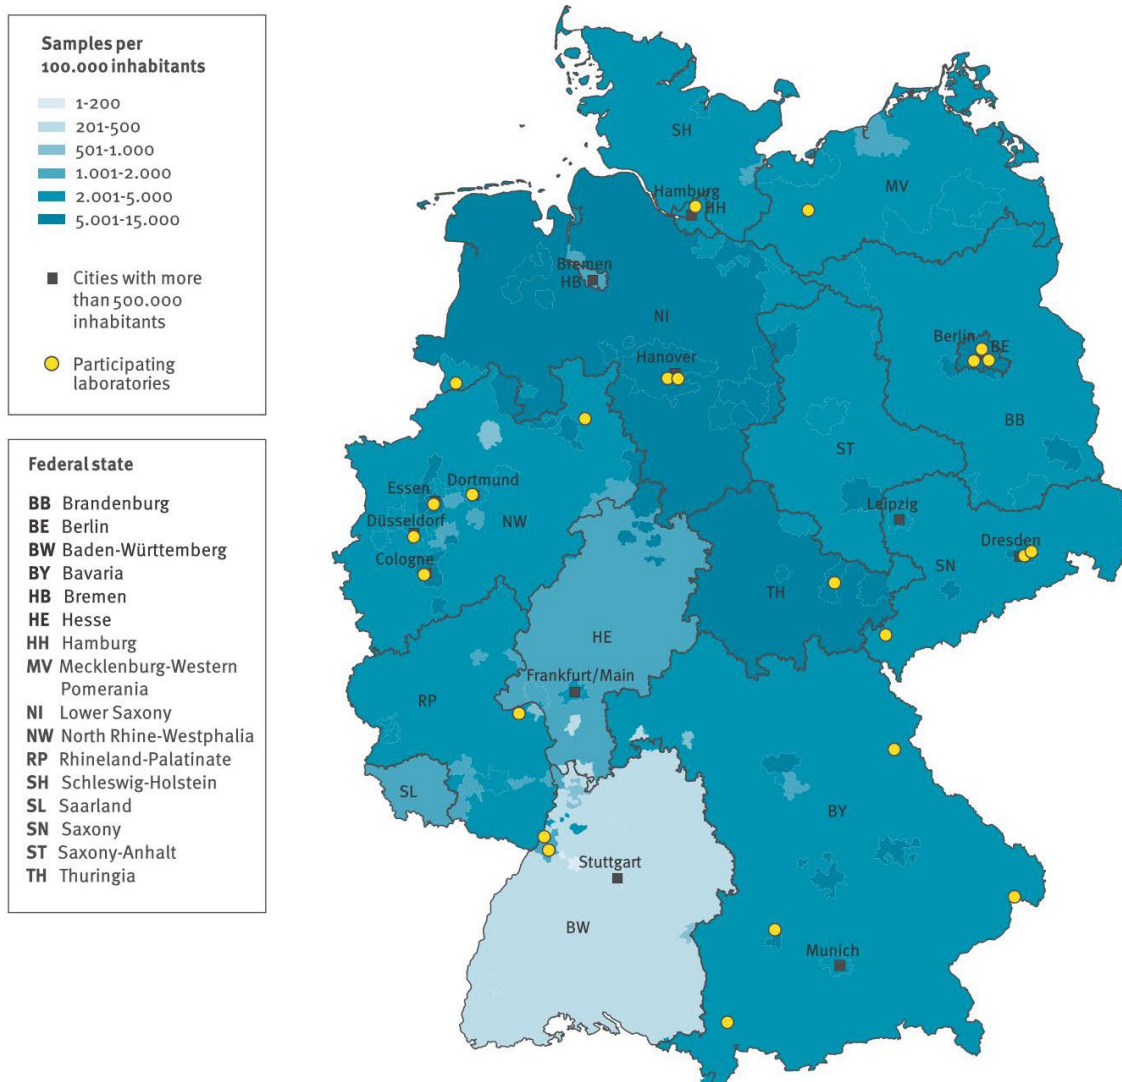 Samples per
100.000 inhabitants
1-200
201-500
501-1.000
1.001-2.000
2.001-5.000
5.001-15.000
Cities with more
than 500.000
inhabitants
Participating
laboratories
Federal state
BB Brandenburg
BE Berlin
BW Baden-Württemberg
BY Bavaria
HB Bremen
HE Hesse
HH Hamburg
MV Mecklenburg-Western
Pomerania
NI Lower Saxony
NW North Rhine-Westphalia
RP Rhineland-Palatinate
SH Schleswig-Holstein
SL Saarland
SN Saxony
ST Saxony-Anhalt
TH Thuringia
SH
MV
Hamburg
HH
Bremen
HB
NI
Berlin
BE
Hanover
BB
ST
Dortmund
Essen
Leipzig
Düsseldorf
NW
Dresden
Cologne
SN
TH
HE
Frankfurt/Main
RP
SL
BY
Stuttgart
BW
Munich